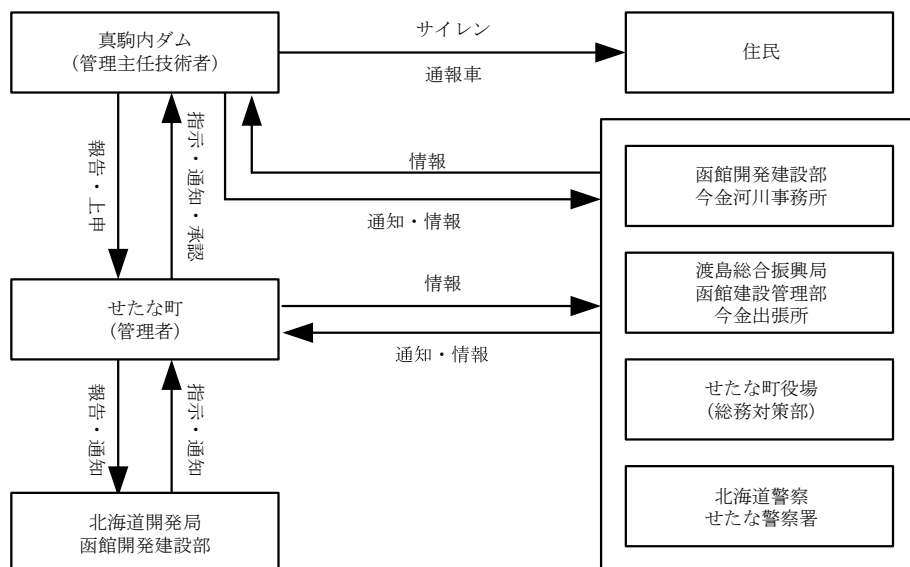 真駒内ダム
(管理主任技術者)
サイレン
通報車
住民
報告・上申
指示・通知・承認
情報
通知・情報
函館開発建設部
今金河川事務所
渡島総合振興局
函館建設管理部
今金出張所
せたな町
(管理者)
情報
通知・情報
せたな町役場
(総務対策部)
報告・通知
指示・通知
北海道開発局
函館開発建設部
北海道警察
せたな警察署